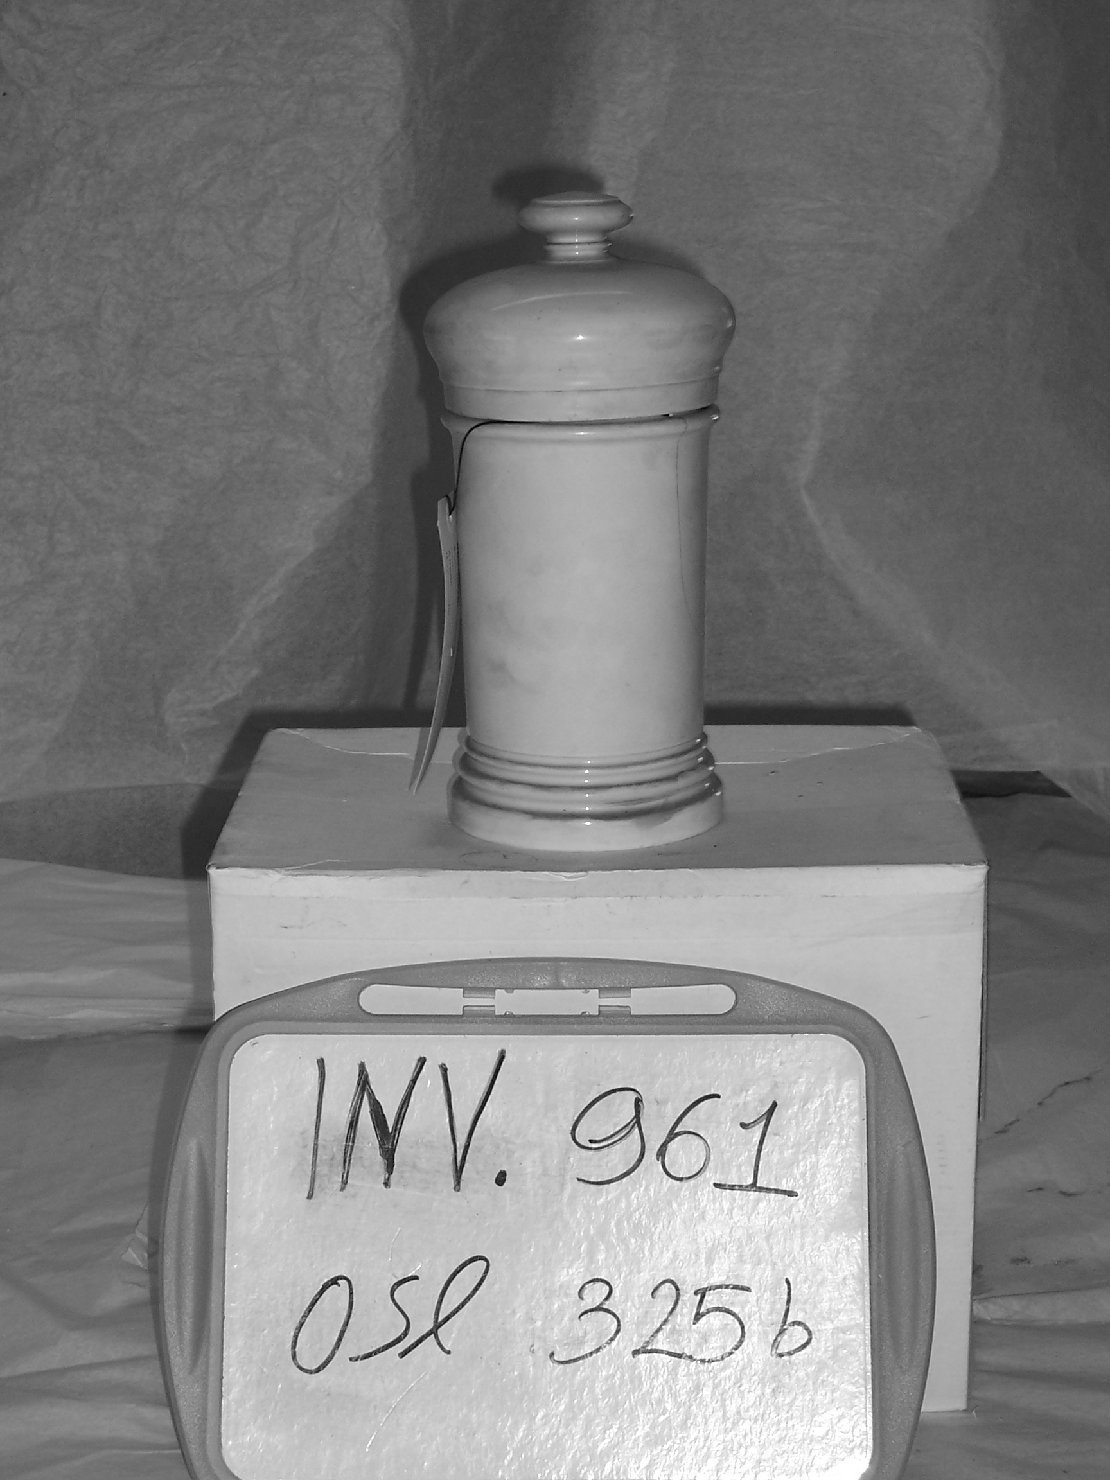 INV. 961
OSl 325b